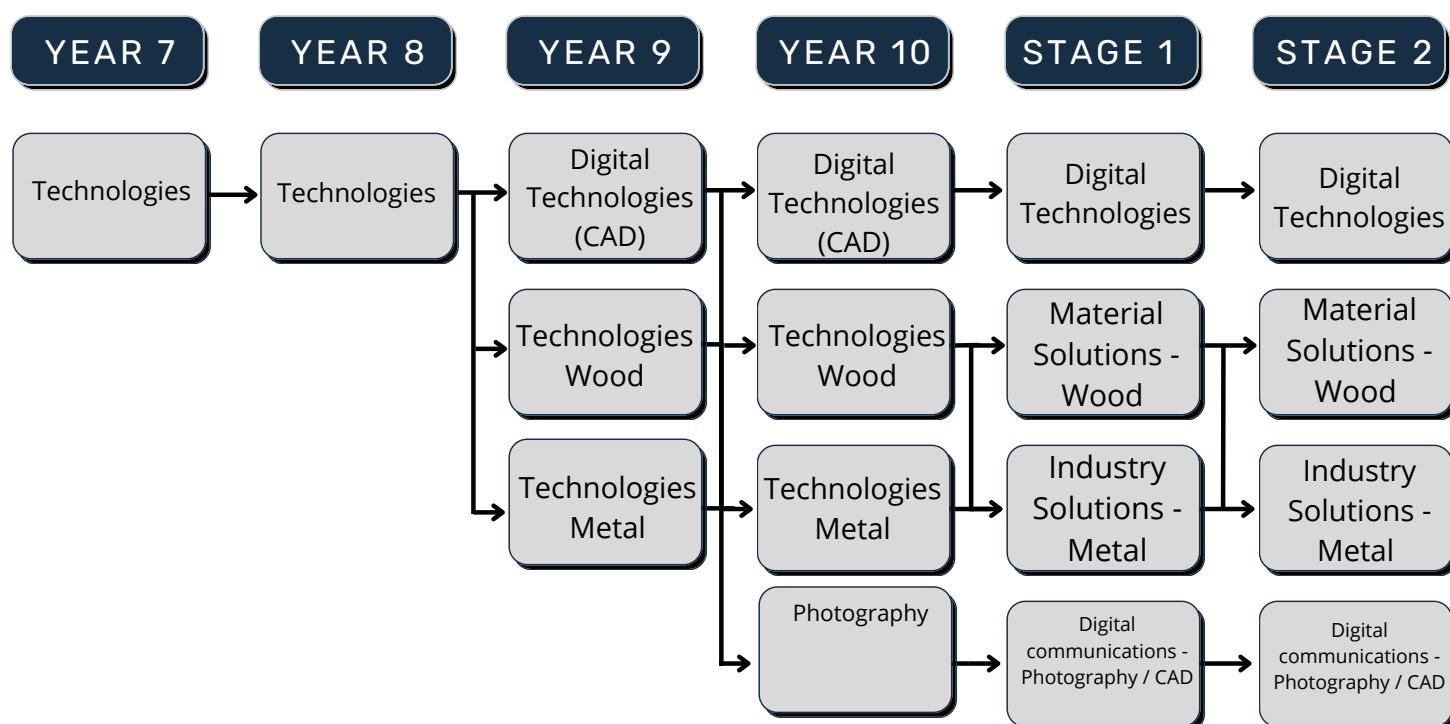 YEAR 7
YEAR 8
YEAR 9
YEAR 10
STAGE 1
STAGE 2
Technologies
Technologies
Digital
Technologies
(CAD)
Digital
Technologies
(CAD)
Digital
Technologies
Digital
Technologies
Technologies
Wood
Technologies
Wood
Material
Solutions -
Wood
Material
Solutions -
Wood
Technologies
Metal
Technologies
Metal
Industry
Solutions -
Metal
Industry
Solutions -
Metal
Photography
Digital
communications -
Photography / CAD
Digital
communications -
Photography / CAD